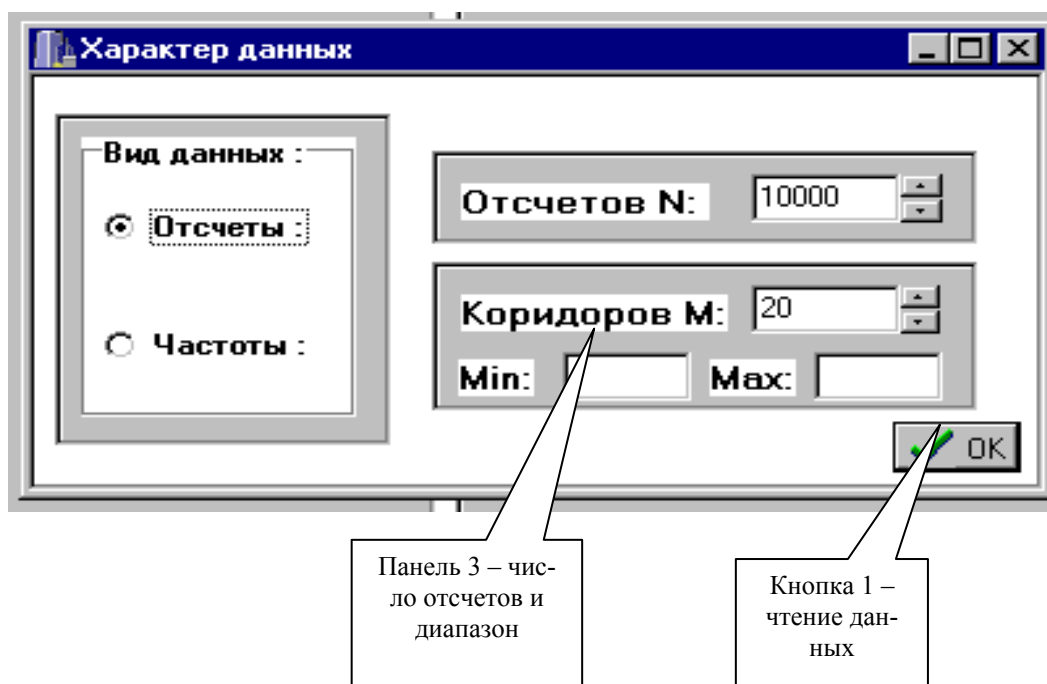 Характер данных
Вид данных :
Отсчеты :
Частоты :
Отсчетов N: 10000
Коридоров M: 20
Min: Max:
OK
Панель 3 – чис-
ло отсчетов и
диапазон
Кнопка 1 –
чтение дан-
ных